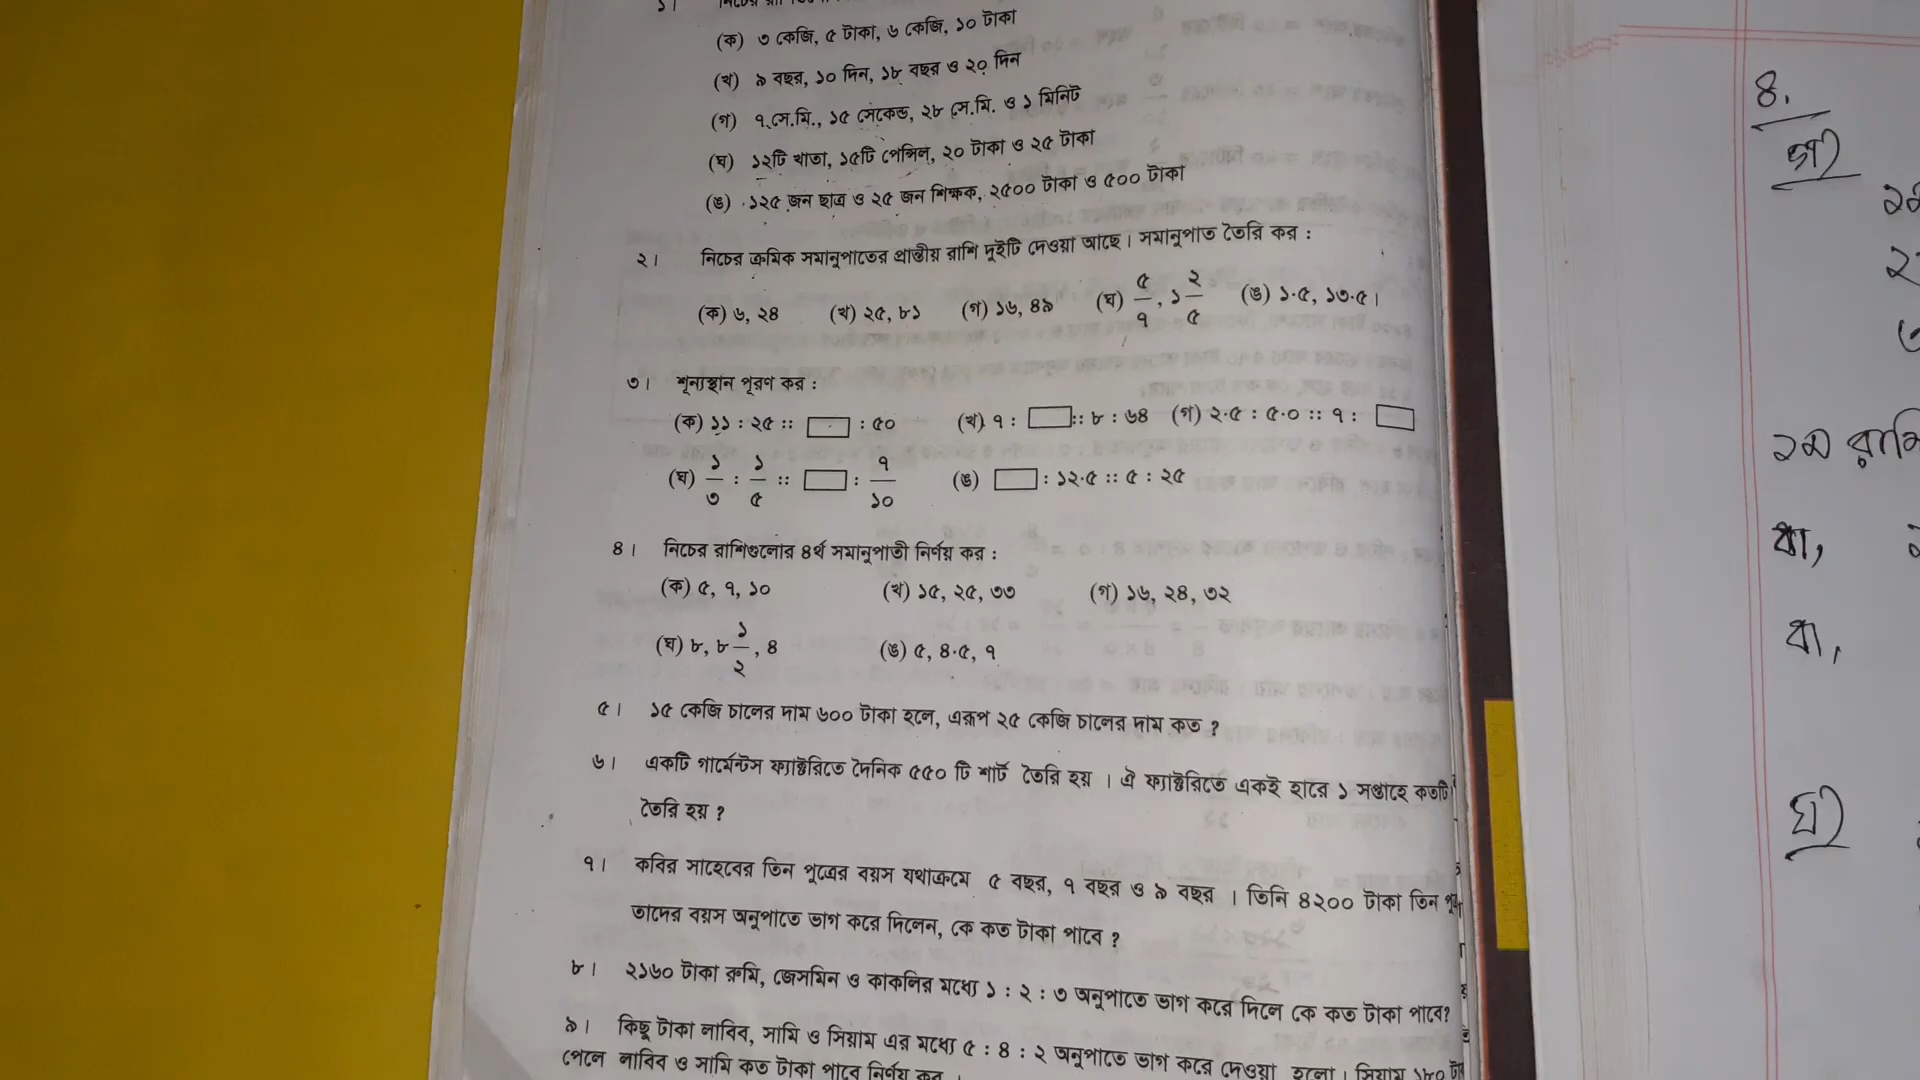 ১। নিচের
(ক) ৩ কেজি, ৫ টাকা, ৬ কেজি, ১০ টাকা
(খ) ৯ বছর, ১০ দিন, ১৮ বছর ও ২০ দিন
(গ) ৭ সে.মি., ১৫ সেকেন্ড, ২৮ সে.মি. ও ১ মিনিট
(ঘ) ১২টি খাতা, ১৫টি পেন্সিল, ২০ টাকা ও ২৫ টাকা
(ঙ) ১২৫ জন ছাত্র ও ২৫ জন শিক্ষক, ২৫০০ টাকা ও ৫০০ টাকা
২। নিচের ক্রমিক সমানুপাতের প্রান্তীয় রাশি দুইটি দেওয়া আছে। সমানুপাত তৈরি কর :
(ক) ৬, ২৪ (খ) ২৫, ৮১ (গ) ১৬, ৪৯ (ঘ) ৫/৭, ১ ২/৫ (ঙ) ১·৫, ১৩·৫।
৩। শূন্যস্থান পূরণ কর :
(ক) ১১ : ২৫ :: □ : ৫০ (খ) ৭ : □ :: ৮ : ৬৪ (গ) ২·৫ : ৫·০ :: ৭ : □
(ঘ) ১/৩ : ১/৫ :: □ : ৭/১০ (ঙ) □ : ১২·৫ :: ৫ : ২৫
৪। নিচের রাশিগুলোর ৪র্থ সমানুপাতী নির্ণয় কর :
(ক) ৫, ৭, ১০ (খ) ১৫, ২৫, ৩৩ (গ) ১৬, ২৪, ৩২
(ঘ) ৮, ৮ ১/২, ৪ (ঙ) ৫, ৪·৫, ৭
৫। ১৫ কেজি চালের দাম ৬০০ টাকা হলে, এরূপ ২৫ কেজি চালের দাম কত ?
৬। একটি গার্মেন্টস ফ্যাক্টরিতে দৈনিক ৫৫০ টি শার্ট তৈরি হয় । ঐ ফ্যাক্টরিতে একই হারে ১ সপ্তাহে কতটি
তৈরি হয় ?
৭। কবির সাহেবের তিন পুত্রের বয়স যথাক্রমে ৫ বছর, ৭ বছর ও ৯ বছর । তিনি ৪২০০ টাকা তিন
তাদের বয়স অনুপাতে ভাগ করে দিলেন, কে কত টাকা পাবে ?
৮। ২১৬০ টাকা রুমি, জেসমিন ও কাকলির মধ্যে ১ : ২ : ৩ অনুপাতে ভাগ করে দিলে কে কত টাকা পাবে?
৯। কিছু টাকা লাবিব, সামি ও সিয়াম এর মধ্যে ৫ : ৪ : ২ অনুপাতে ভাগ করে দেওয়া হলো। সিয়াম ১৮০
পেলে লাবিব ও সামি কত টাকা পাবে নির্ণয় কর
৪.
গ)
১ম রাশি
বা,
বা,
ঘ)